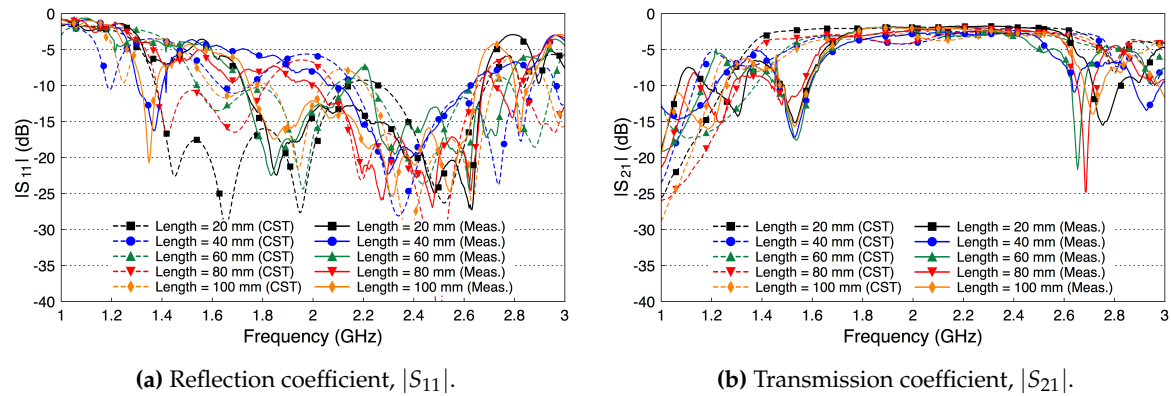 0
-5
-10
-15
-20
-25
-30
-35
-40
|S11| (dB)
Length = 20 mm (CST)
Length = 40 mm (CST)
Length = 60 mm (CST)
Length = 80 mm (CST)
Length = 100 mm (CST)
Length = 20 mm (Meas.)
Length = 40 mm (Meas.)
Length = 60 mm (Meas.)
Length = 80 mm (Meas.)
Length = 100 mm (Meas.)
1 1.2 1.4 1.6 1.8 2 2.2 2.4 2.6 2.8 3
Frequency (GHz)
(a) Reflection coefficient, |S11|.
0
-5
-10
-15
-20
-25
-30
-35
-40
|S21| (dB)
Length = 20 mm (CST)
Length = 40 mm (CST)
Length = 60 mm (CST)
Length = 80 mm (CST)
Length = 100 mm (CST)
Length = 20 mm (Meas.)
Length = 40 mm (Meas.)
Length = 60 mm (Meas.)
Length = 80 mm (Meas.)
Length = 100 mm (Meas.)
1 1.2 1.4 1.6 1.8 2 2.2 2.4 2.6 2.8 3
Frequency (GHz)
(b) Transmission coefficient, |S21|.